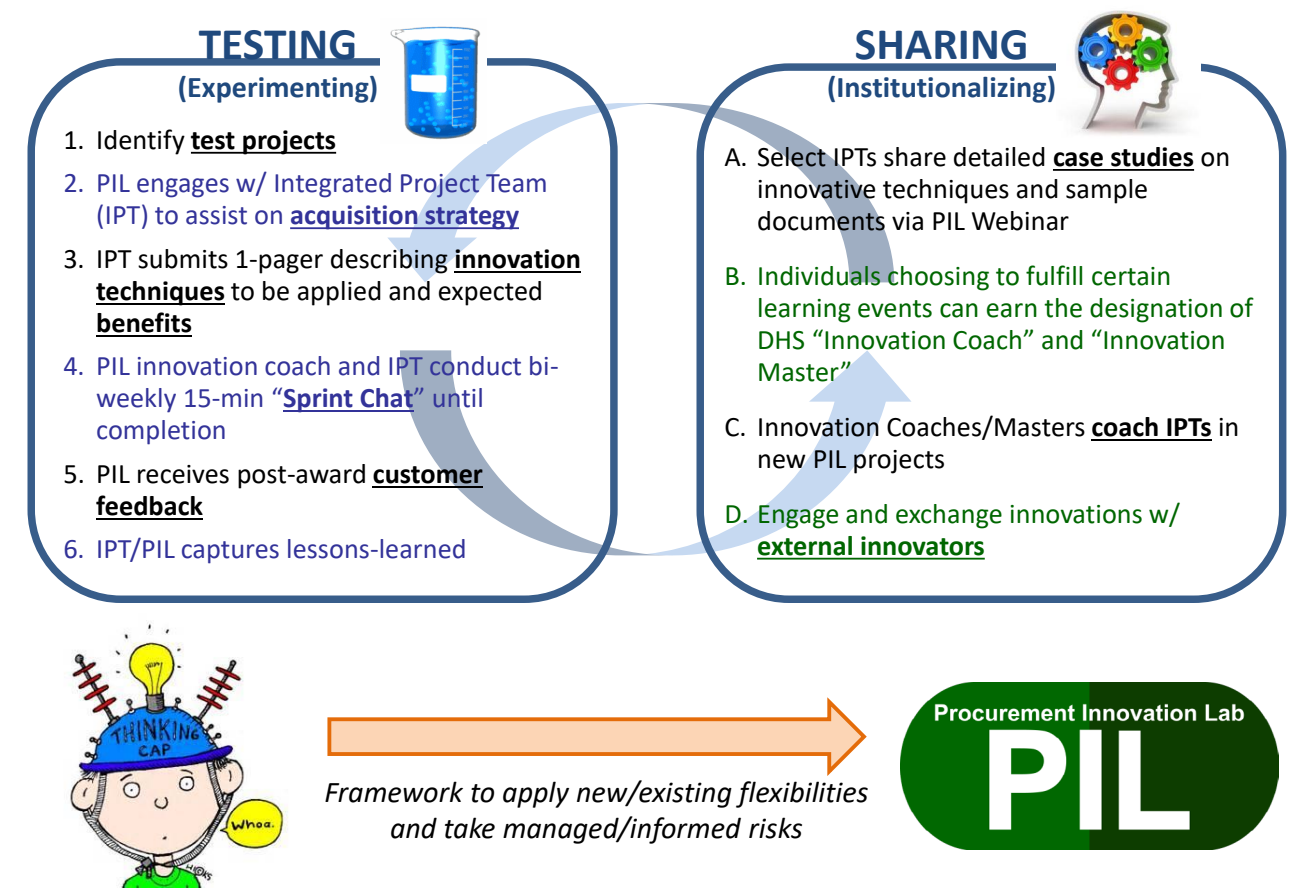 TESTING
(Experimenting)
1. Identify test projects
2. PIL engages w/ Integrated Project Team
(IPT) to assist on acquisition strategy
3. IPT submits 1-pager describing innovation
techniques to be applied and expected
benefits
4. PIL innovation coach and IPT conduct bi-
weekly 15-min “Sprint Chat” until
completion
5. PIL receives post-award customer
feedback
6. IPT/PIL captures lessons-learned
SHARING
(Institutionalizing)
A. Select IPTs share detailed case studies on
innovative techniques and sample
documents via PIL Webinar
B. Individuals choosing to fulfill certain
learning events can earn the designation of
DHS “Innovation Coach” and “Innovation
Master”
C. Innovation Coaches/Masters coach IPTs in
new PIL projects
D. Engage and exchange innovations w/
external innovators
THINKING
CAP
Whoa.
Framework to apply new/existing flexibilities
and take managed/informed risks
Procurement Innovation Lab
PIL